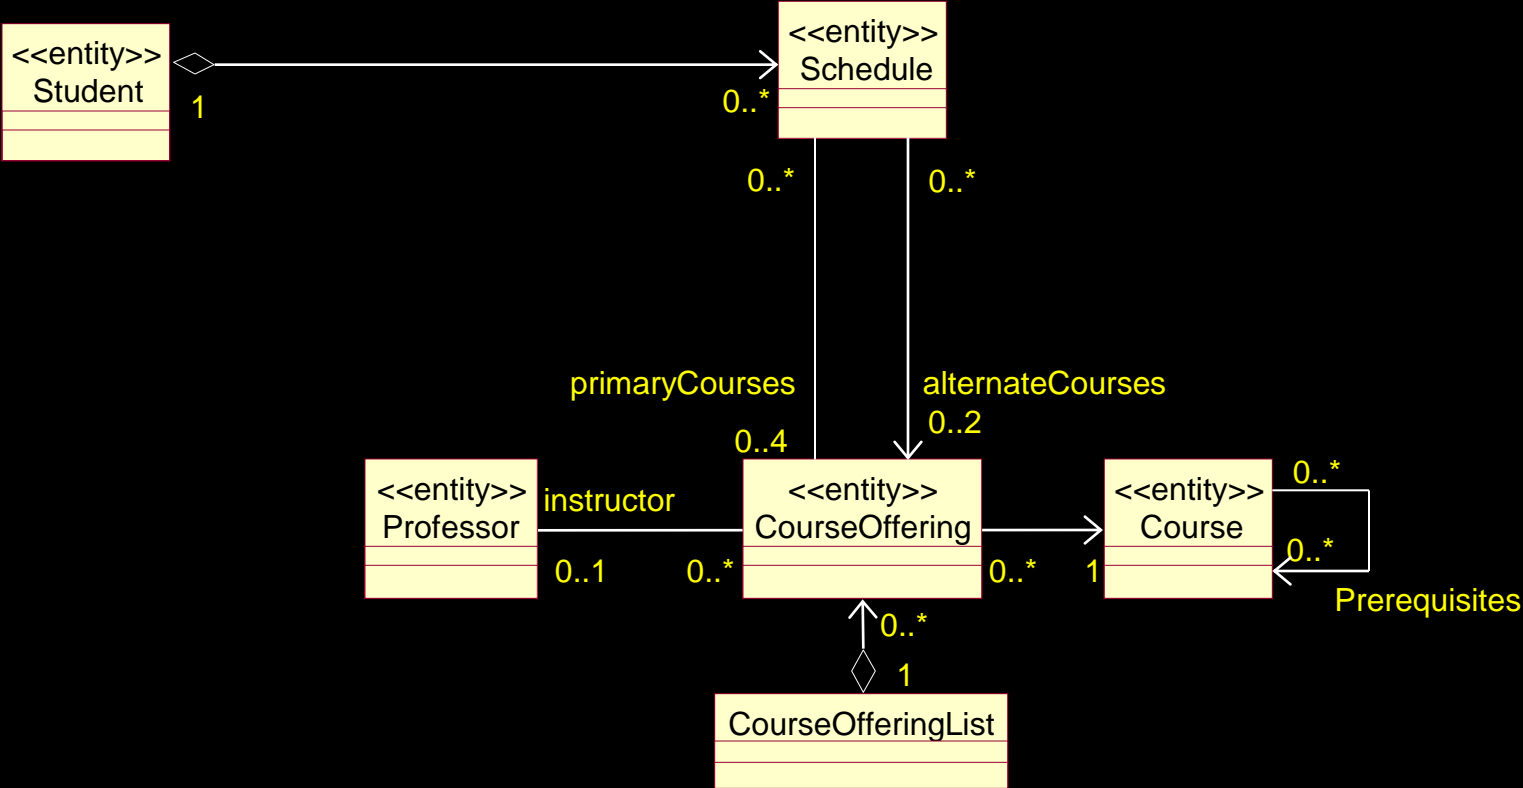 <<entity>>
Student
1
0..*
<<entity>>
Schedule
0..*
0..*
primaryCourses
alternateCourses
0..4
0..2
<<entity>>
Professor
instructor
0..1
0..*
<<entity>>
CourseOffering
0..*
1
<<entity>>
Course
0..*
0..*
Prerequisites
0..*
1
CourseOfferingList